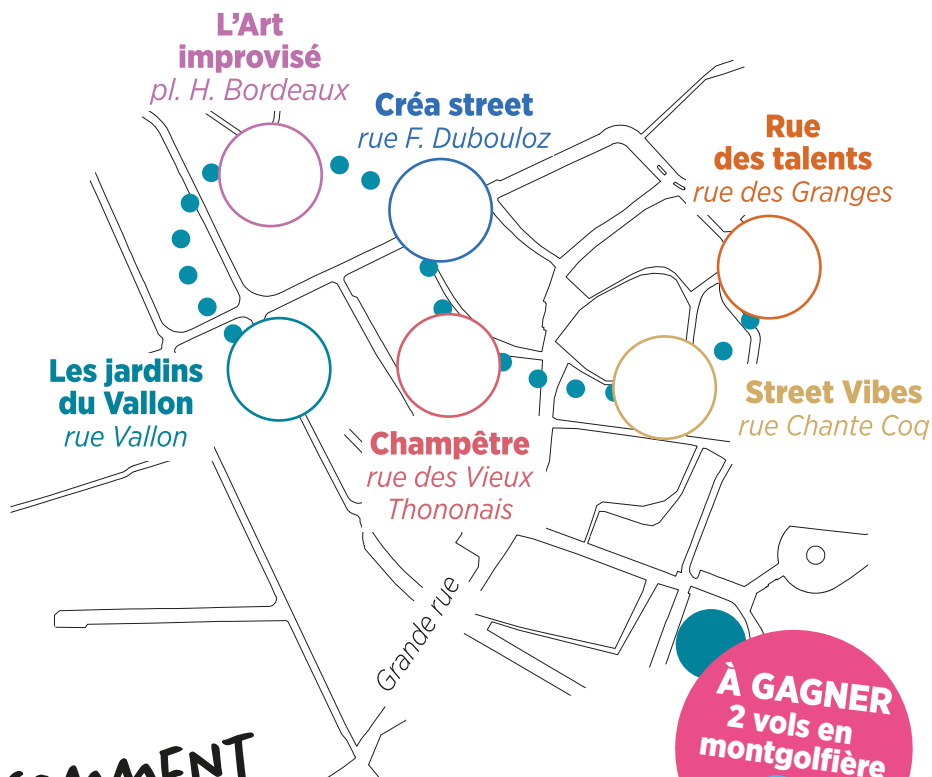 L'Art
improvisé
pl. H. Bordeaux
Créa street
rue F. Dubouloz
Rue
des talents
rue des Granges
Les jardins
du Vallon
rue Vallon
Champêtre
rue des Vieux
Thononais
Street Vibes
rue Chante Coq
Grande rue
À GAGNER
2 vols en
montgolfière
COMMENT